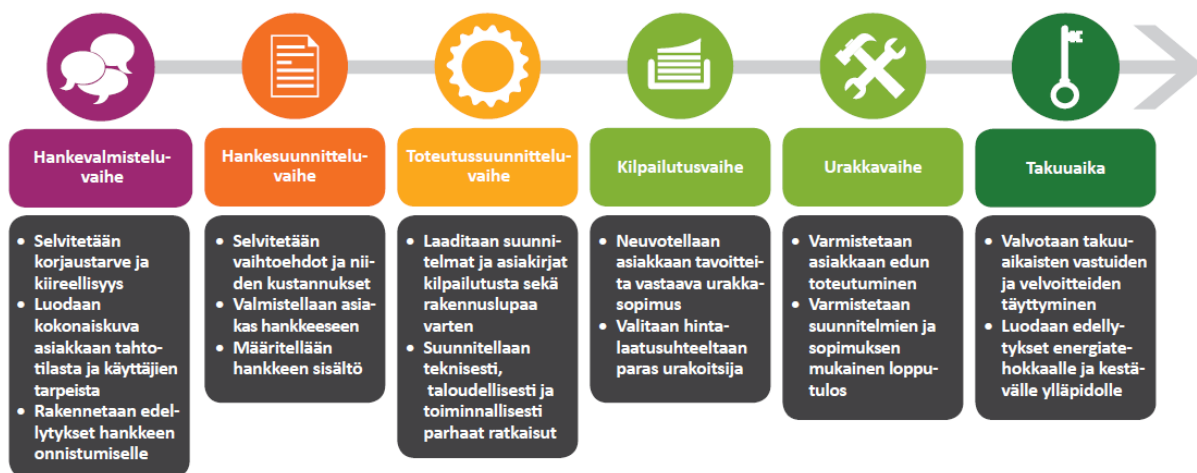 Hankevalmistelu-
vaihe
Hankesuunnittelu-
vaihe
Toteutussuunnittelu-
vaihe
Kilpailutusvaihe
Urakkavaihe
Takuuaika
• Selvitetään
korjaustarve ja
kiireellisyys
• Luodaan
kokonaiskuva
asiakkaan tahto-
tilasta ja käyttäjien
tarpeista
• Rakennetaan edel-
lytykset hankkeen
onnistumiselle
• Selvitetään
vaihtoehdot ja nii-
den kustannukset
• Valmistellaan asia-
kas hankkeeseen
• Määritellään
hankkeen sisältö
• Laaditaan suunni-
telmat ja asiakirjat
kilpailutusta sekä
rakennuslupaa
varten
• Suunnitellaan
teknisesti,
taloudellisesti ja
toiminnallisesti
parhaat ratkaisut
• Neuvotellaan
asiakkaan tavoittei-
ta vastaava urakka-
sopimus
• Valitaan hinta-
laatusuhteeltaan
paras urakoitsija
• Varmistetaan
asiakkaan edun
toteutuminen
• Varmistetaan
suunnitelmien ja
sopimuksen
mukainen loppu-
tulos
• Valvotaan takuu-
aikaisten vastuiden
ja velvoitteiden
täyttyminen
• Luodaan edelly-
tykset energiate-
hokkaalle ja kestä-
välle ylläpidolle